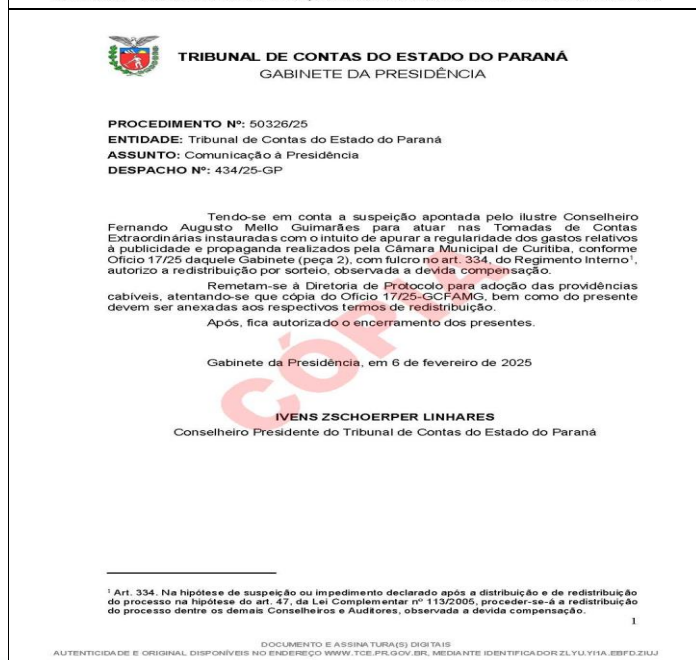 TRIBUNAL DE CONTAS DO ESTADO DO PARANÁ
GABINETE DA PRESIDÊNCIA
PROCEDIMENTO Nº: 50326/25
ENTIDADE: Tribunal de Contas do Estado do Paraná
ASSUNTO: Comunicação à Presidência
DESPACHO Nº: 434/25-GP
Tendo-se em conta a suspeição apontada pelo ilustre Conselheiro
Fernando Augusto Mello Guimarães para atuar nas Tomadas de Contas
Extraordinárias instauradas com o intuito de apurar a regularidade dos gastos relativos
à publicidade e propaganda realizados pela Câmara Municipal de Curitiba, conforme
Ofício 17/25 daquele Gabinete (peça 2), com fulcro no art. 334, do Regimento Interno¹,
autorizo a redistribuição por sorteio, observada a devida compensação.
Remetam-se à Diretoria de Protocolo para adoção das providências
cabíveis, atentando-se que cópia do Ofício 17/25-GCFAMG, bem como do presente
devem ser anexadas aos respectivos termos de redistribuição.
Após, fica autorizado o encerramento dos presentes.
Gabinete da Presidência, em 6 de fevereiro de 2025
CÓPIA
IVENS ZSCHOERPER LINHARES
Conselheiro Presidente do Tribunal de Contas do Estado do Paraná
¹ Art. 334. Na hipótese de suspeição ou impedimento declarado após a distribuição e de redistribuição
do processo na hipótese do art. 47, da Lei Complementar nº 113/2005, proceder-se-á a redistribuição
do processo dentre os demais Conselheiros e Auditores, observada a devida compensação.
1
DOCUMENTO E ASSINATURA(S) DIGITAIS
AUTENTICIDADE E ORIGINAL DISPONÍVEIS NO ENDEREÇO WWW.TCE.PR.GOV.BR, MEDIANTE IDENTIFICADOR ZLYU.YI1A.EBFD.ZIUJ